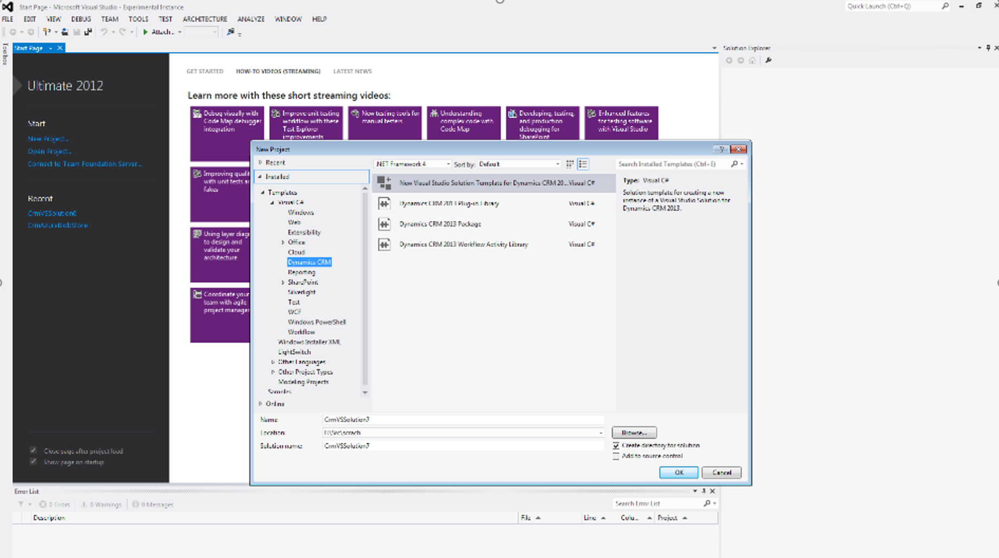 Start Page - Microsoft Visual Studio - Experimental Instance
Quick Launch (Ctrl+Q)
FILE EDIT VIEW DEBUG TEAM TOOLS TEST ARCHITECTURE ANALYZE WINDOW HELP
Attach...
Toolbox
Start Page
Solution Explorer
Ultimate 2012
Start
New Project...
Open Project...
Connect to Team Foundation Server...
Recent
CrmVSSolution6
CrmAzureBlobStore
Close page after project load
Show page on startup
GET STARTED HOW-TO VIDEOS (STREAMING) LATEST NEWS
Learn more with these short streaming videos:
Debug visually with
Code Map debugger
integration
Improve unit testing
workflow with these
Test Explorer
improvements
New testing tools for
manual testers
Understanding
complex code with
Code Map
Developing, testing,
and production
debugging for
SharePoint
Enhanced features
for testing software
with Visual Studio
Improving qualit
with unit tests an
fakes
Using layer diag
to design and
validate your
architecture
Coordinate your
team with agile
project manager
New Project
Recent
Installed
Templates
Visual C#
Windows
Web
Extensibility
Office
Cloud
Dynamics CRM
Reporting
SharePoint
Silverlight
Test
WCF
Windows PowerShell
Workflow
Windows Installer XML
LightSwitch
Other Languages
Other Project Types
Modeling Projects
Samples
Online
.NET Framework 4 Sort by: Default
Search Installed Templates (Ctrl+E)
New Visual Studio Solution Template for Dynamics CRM 20... Visual C#
Dynamics CRM 2013 Plug-in Library Visual C#
Dynamics CRM 2013 Package Visual C#
Dynamics CRM 2013 Workflow Activity Library Visual C#
Type: Visual C#
Solution template for creating a new
instance of a Visual Studio Solution for
Dynamics CRM 2013.
Name: CrmVSSolution7
Location: F:\Src\scrach
Browse...
Solution name: CrmVSSolution7
Create directory for solution
Add to source control
OK Cancel
Error List
0 Errors 0 Warnings 0 Messages
Search Error List
Description File Line Colu... Project